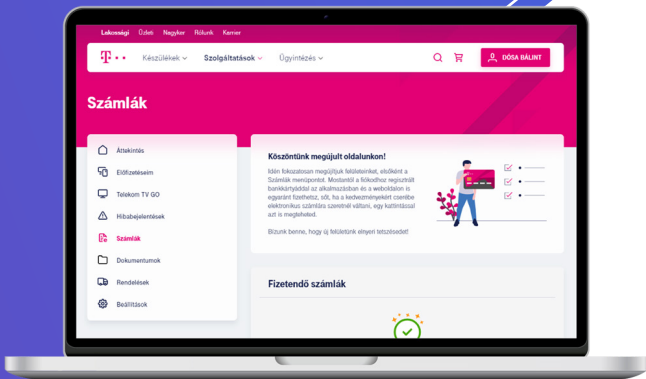 Lakossági Üzleti Nagyker Rólunk Karrier
T
Készülékek Szolgáltatások Ügyintézés DÓSA BÁLINT
Számlák
Áttekintés
Előfizetéseim
Telekom TV GO
Hibabejelentések
Számlák
Dokumentumok
Rendelések
Beállítások
Köszöntünk megújult oldalunkon!
Idén fokozatosan megújítjuk felületeinket, elsőként a
Számlák menüpontot. Mostantól a fiókodhoz regisztrált
bankkártyáddal az alkalmazásban és a weboldalon is
egyaránt fizethetsz, sőt, ha a kedvezményekért cserébe
elektronikus számlára szeretnél váltani, egy kattintással
azt is megteheted.
Bízunk benne, hogy új felületünk elnyeri tetszésedet!
Fizetendő számlák